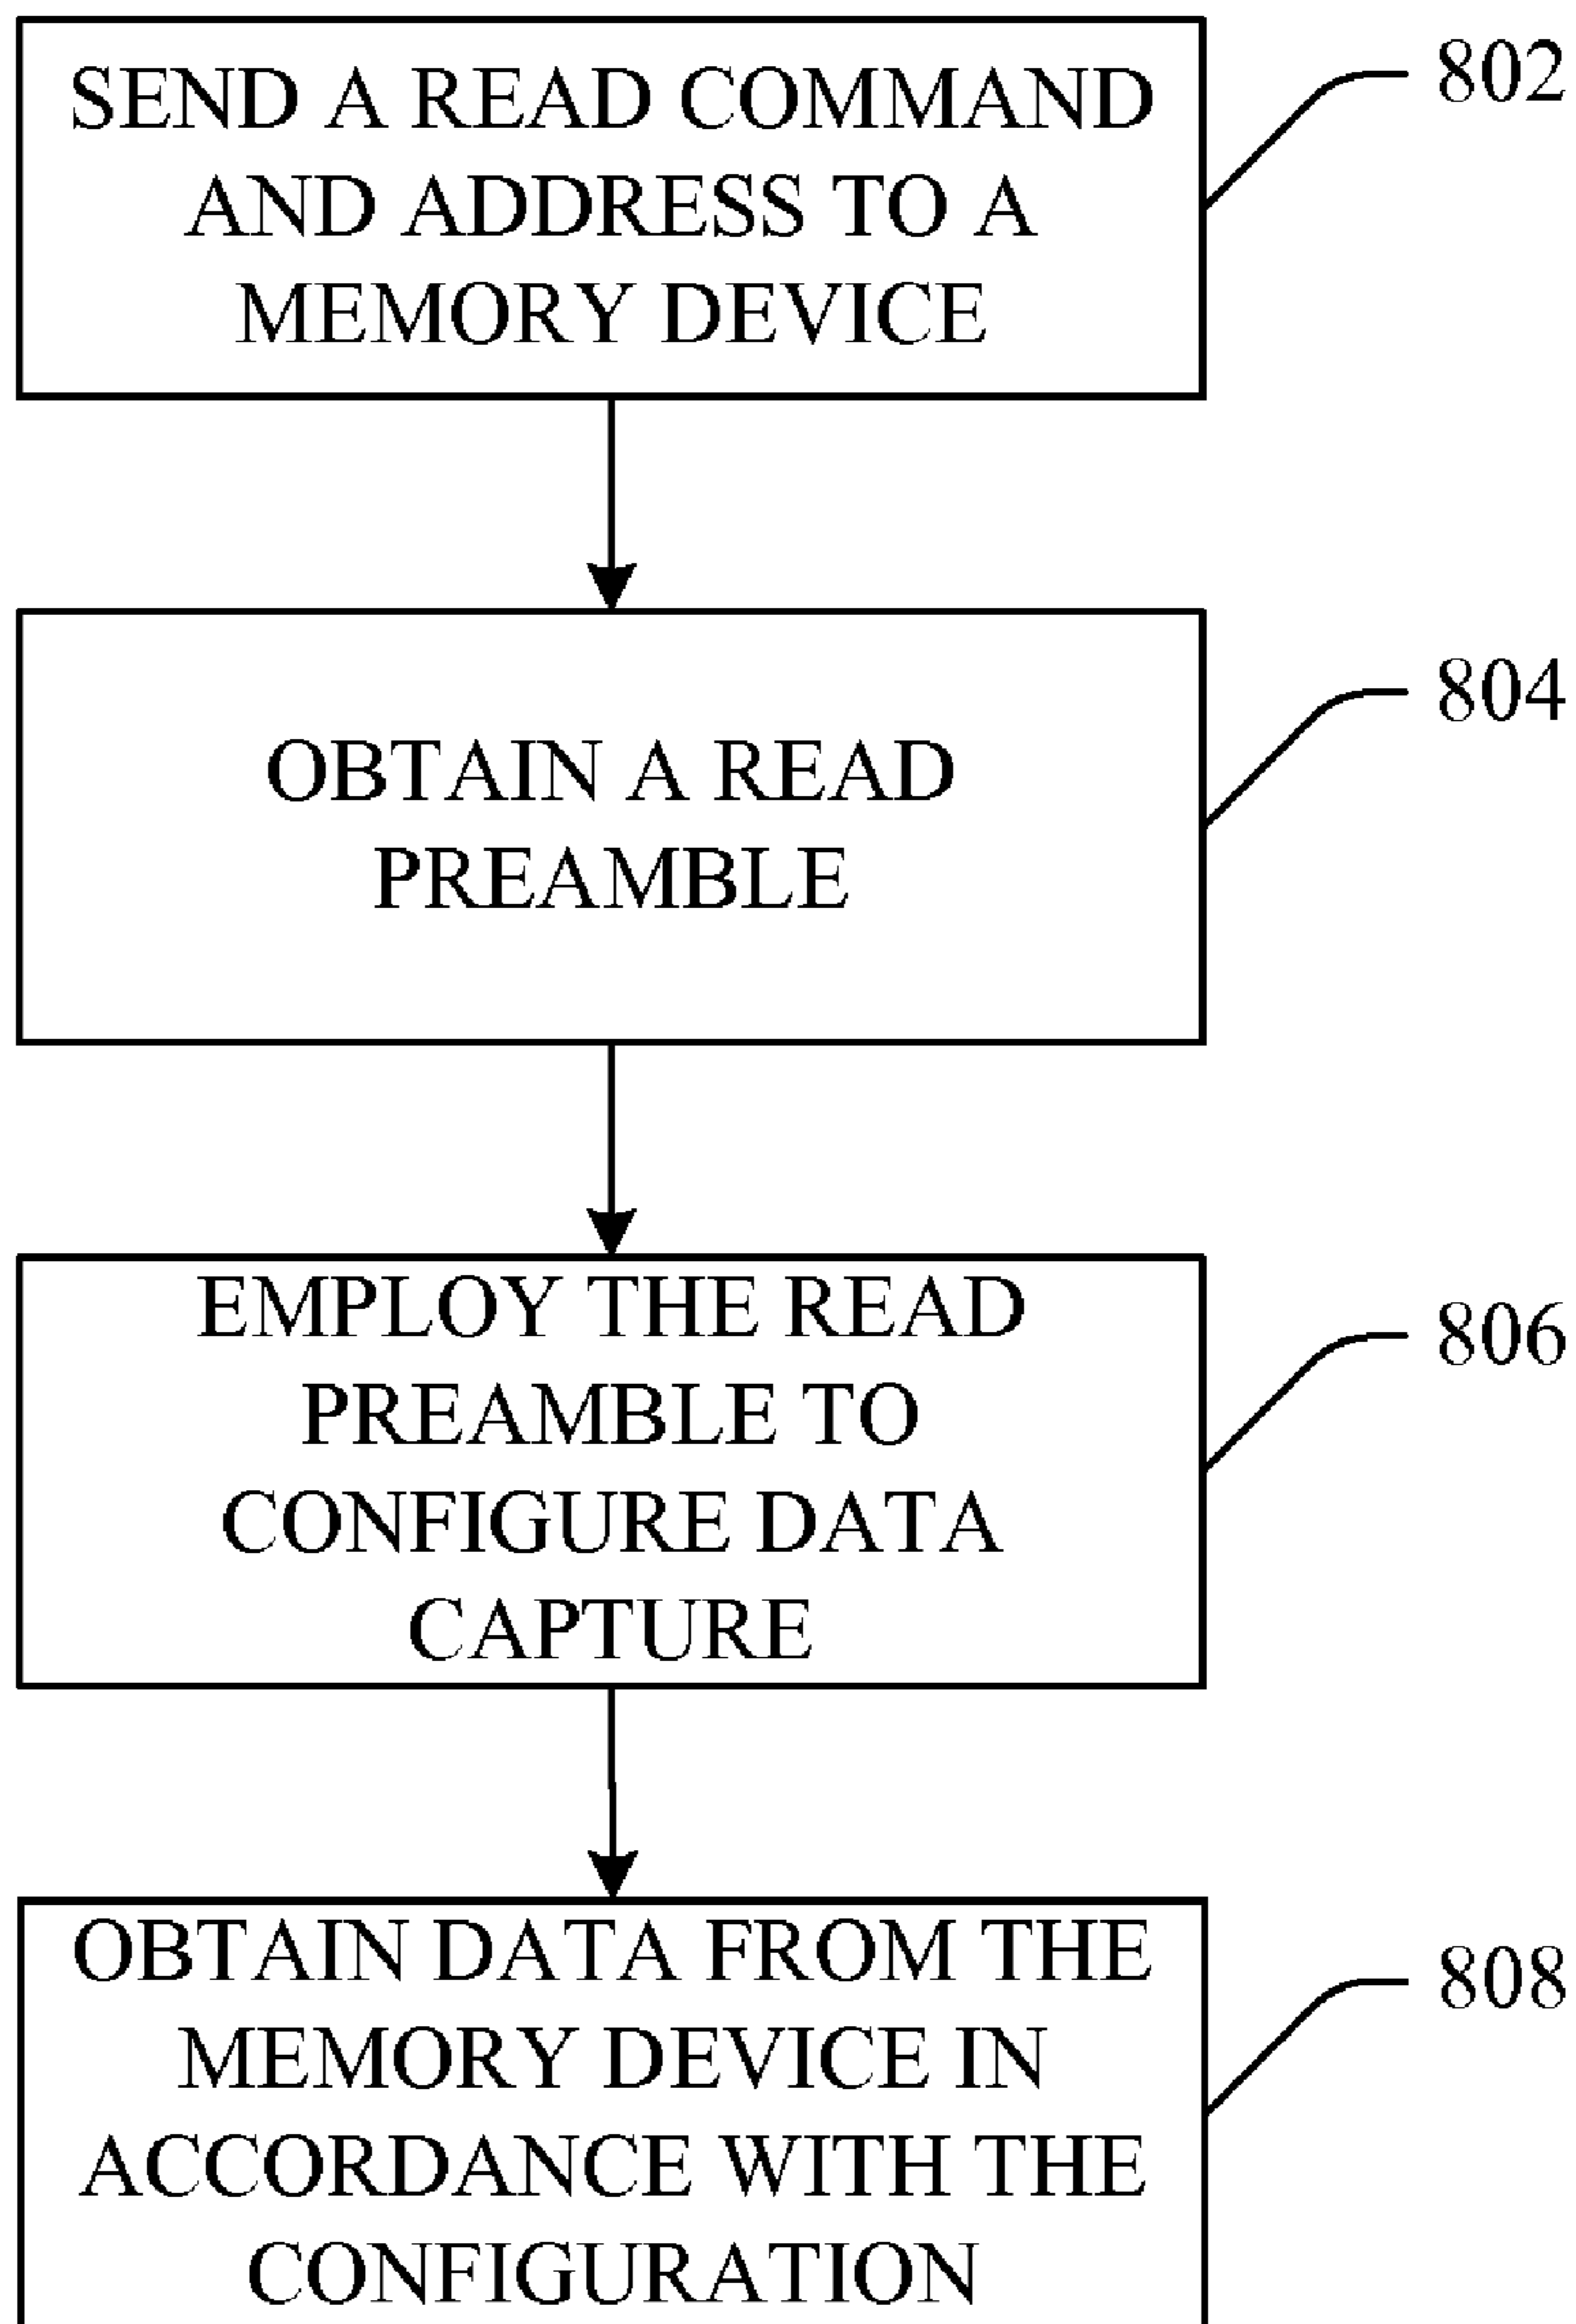 SEND A READ COMMAND
AND ADDRESS TO A
MEMORY DEVICE
802
OBTAIN A READ
PREAMBLE
804
EMPLOY THE READ
PREAMBLE TO
CONFIGURE DATA
CAPTURE
806
OBTAIN DATA FROM THE
MEMORY DEVICE IN
ACCORDANCE WITH THE
CONFIGURATION
808